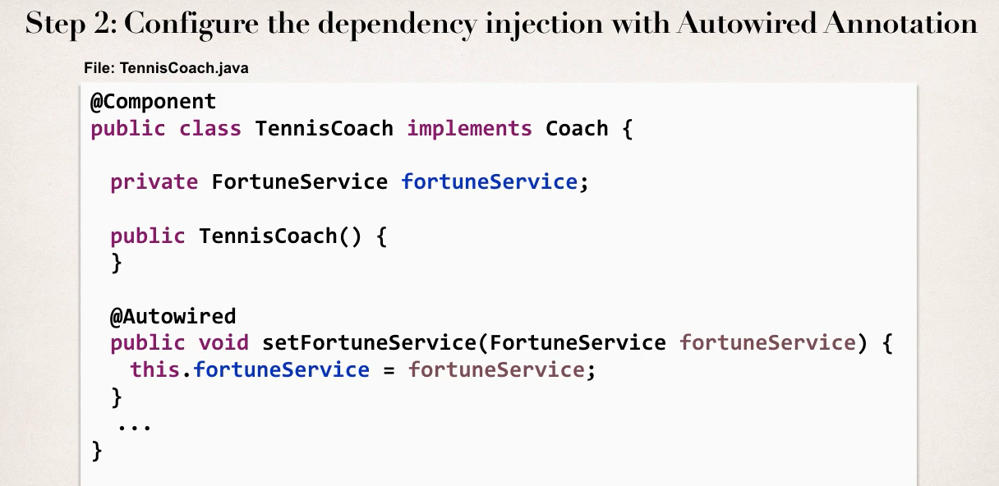 Step 2: Configure the dependency injection with Autowired Annotation
File: TennisCoach.java
@Component
public class TennisCoach implements Coach {
private FortuneService fortuneService;
public TennisCoach() {
}
@Autowired
public void setFortuneService(FortuneService fortuneService) {
this.fortuneService = fortuneService;
}
...
}